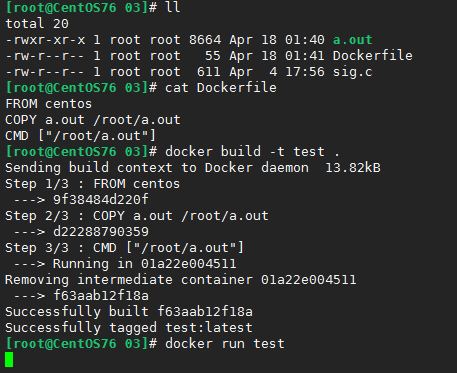 [root@CentOS76 03]# ll
total 20
-rwxr-xr-x 1 root root 8664 Apr 18 01:40 a.out
-rw-r--r-- 1 root root   55 Apr 18 01:41 Dockerfile
-rw-r--r-- 1 root root  611 Apr  4 17:56 sig.c
[root@CentOS76 03]# cat Dockerfile
FROM centos
COPY a.out /root/a.out
CMD ["/root/a.out"]
[root@CentOS76 03]# docker build -t test .
Sending build context to Docker daemon  13.82kB
Step 1/3 : FROM centos
 ---> 9f38484d220f
Step 2/3 : COPY a.out /root/a.out
 ---> d22288790359
Step 3/3 : CMD ["/root/a.out"]
 ---> Running in 01a22e004511
Removing intermediate container 01a22e004511
 ---> f63aab12f18a
Successfully built f63aab12f18a
Successfully tagged test:latest
[root@CentOS76 03]# docker run test